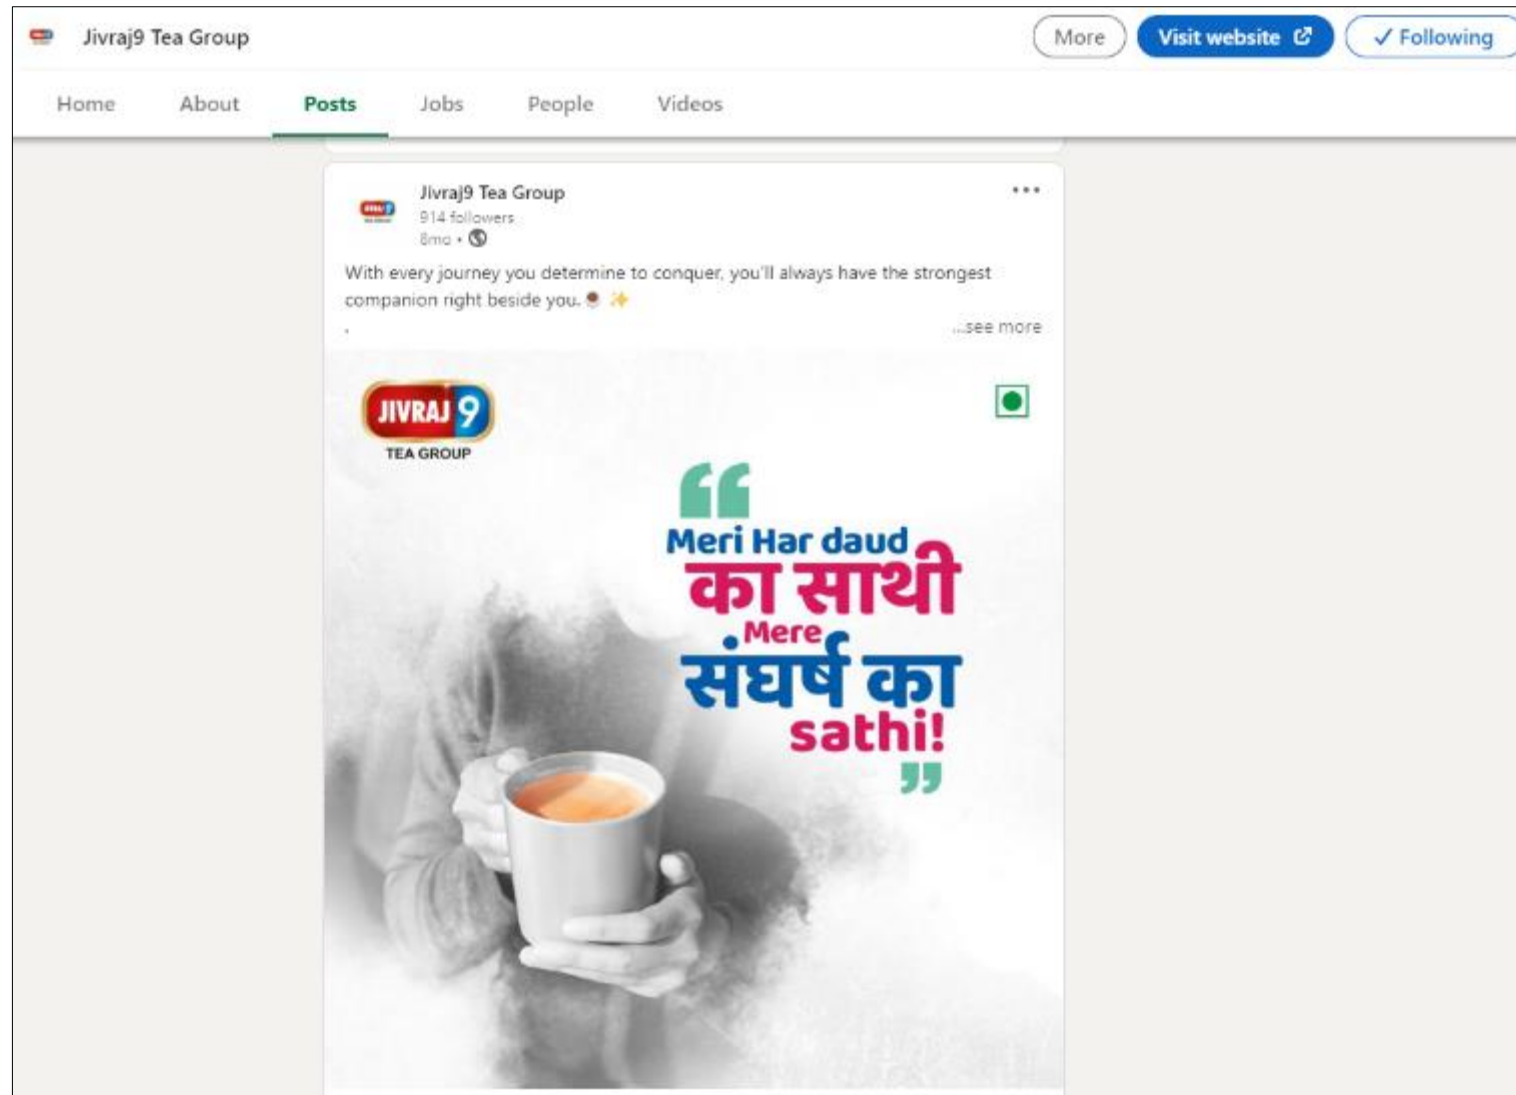 Jivraj9 Tea Group
More
Visit website
Following
Home About Posts Jobs People Videos
Jivraj9 Tea Group
914 followers
8mo •
With every journey you determine to conquer, you'll always have the strongest
companion right beside you.
.
...see more
JIVRAJ 9
TEA GROUP
“
Meri Har daud
का साथी
Mere
संघर्ष का
sathi!
”